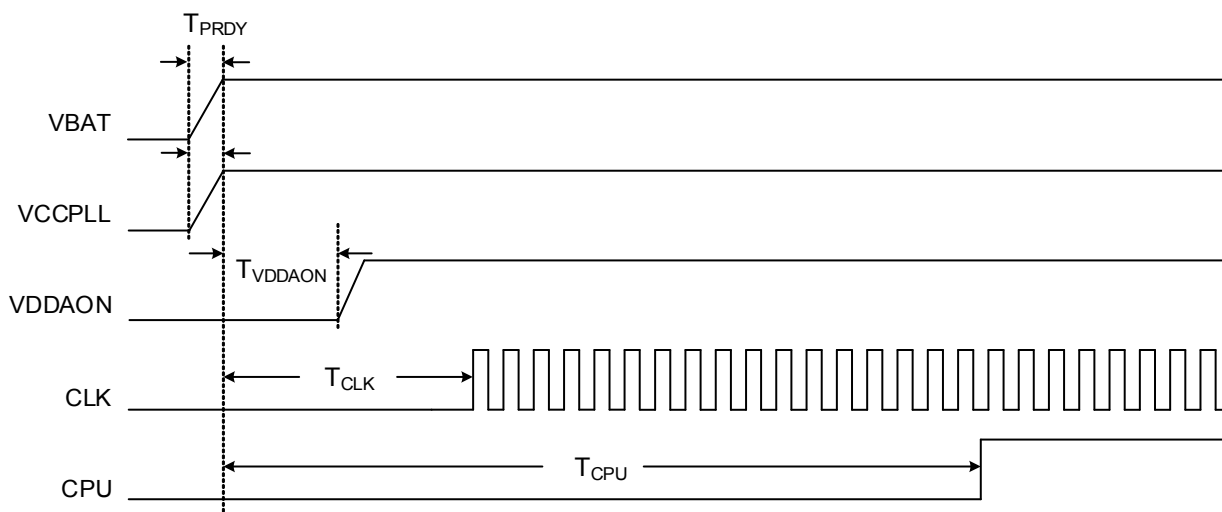 TPRDY
VBAT
VCCPLL
TVDDAON
VDDAON
TCLK
CLK
TCPU
CPU